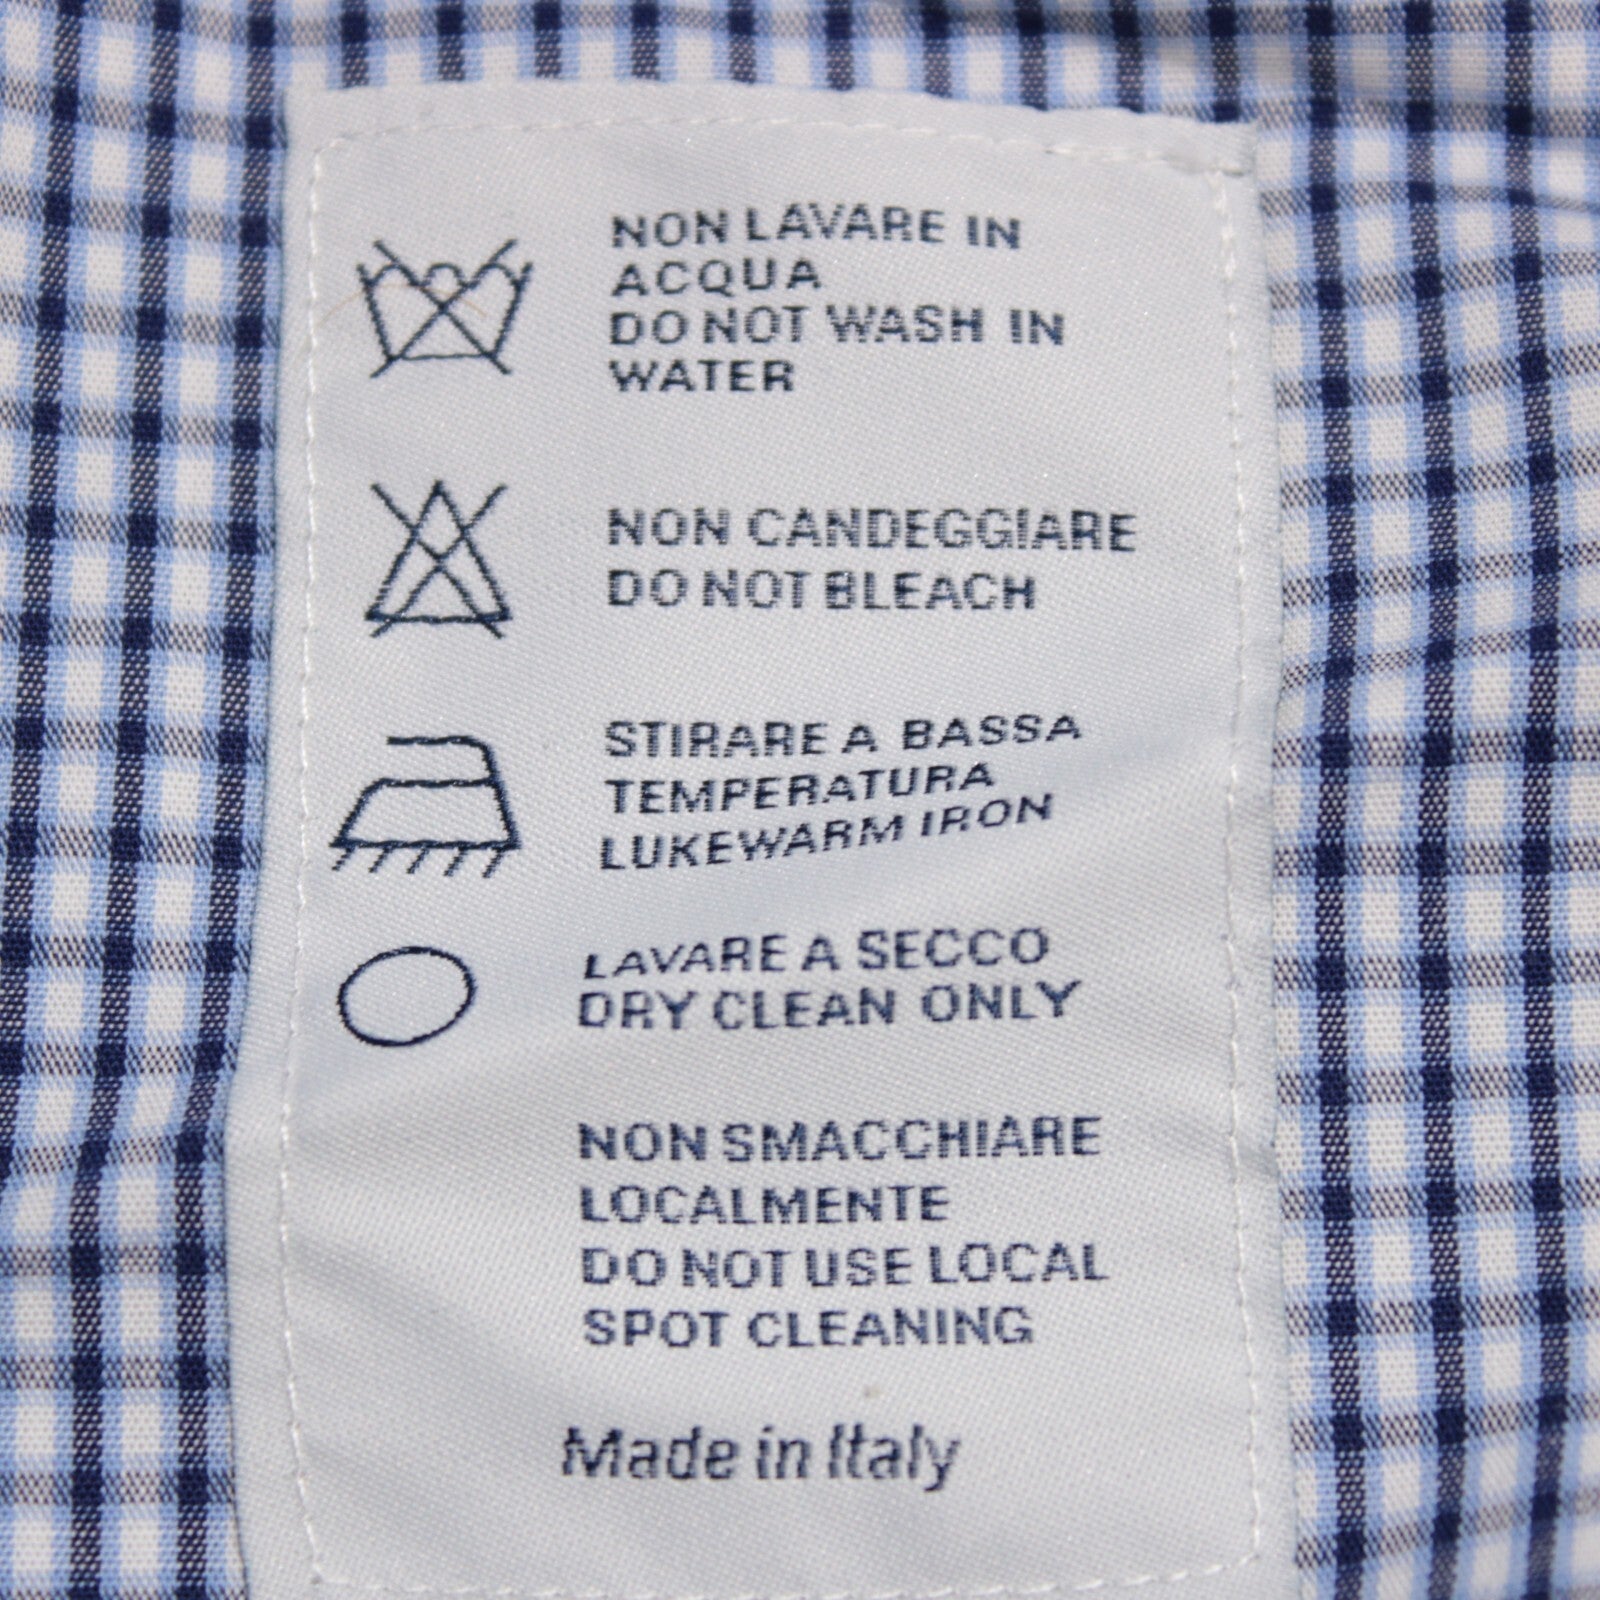 NON LAVARE IN
ACQUA
DO NOT WASH IN
WATER
NON CANDEGGIARE
DO NOT BLEACH
STIRARE A BASSA
TEMPERATURA
LUKEWARM IRON
LAVARE A SECCO
DRY CLEAN ONLY
NON SMACCHIARE
LOCALMENTE
DO NOT USE LOCAL
SPOT CLEANING
Made in Italy